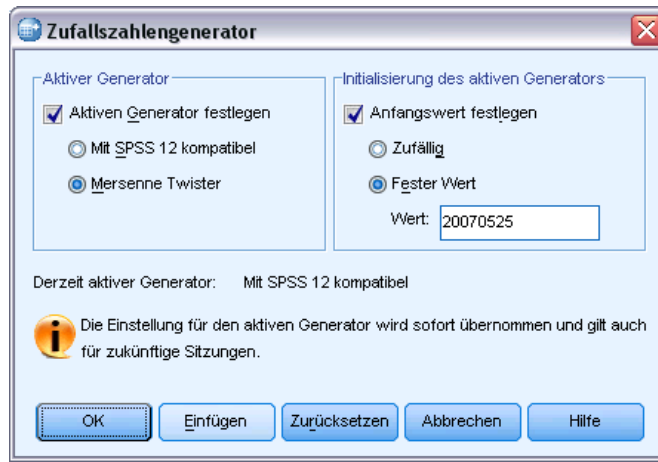 Zufallszahlengenerator
Aktiver Generator
Aktiven Generator festlegen
Mit SPSS 12 kompatibel
Mersenne Twister
Initialisierung des aktiven Generators
Anfangswert festlegen
Zufällig
Fester Wert
Wert: 20070525
Derzeit aktiver Generator: Mit SPSS 12 kompatibel
Die Einstellung für den aktiven Generator wird sofort übernommen und gilt auch
für zukünftige Sitzungen.
OK Einfügen Zurücksetzen Abbrechen Hilfe